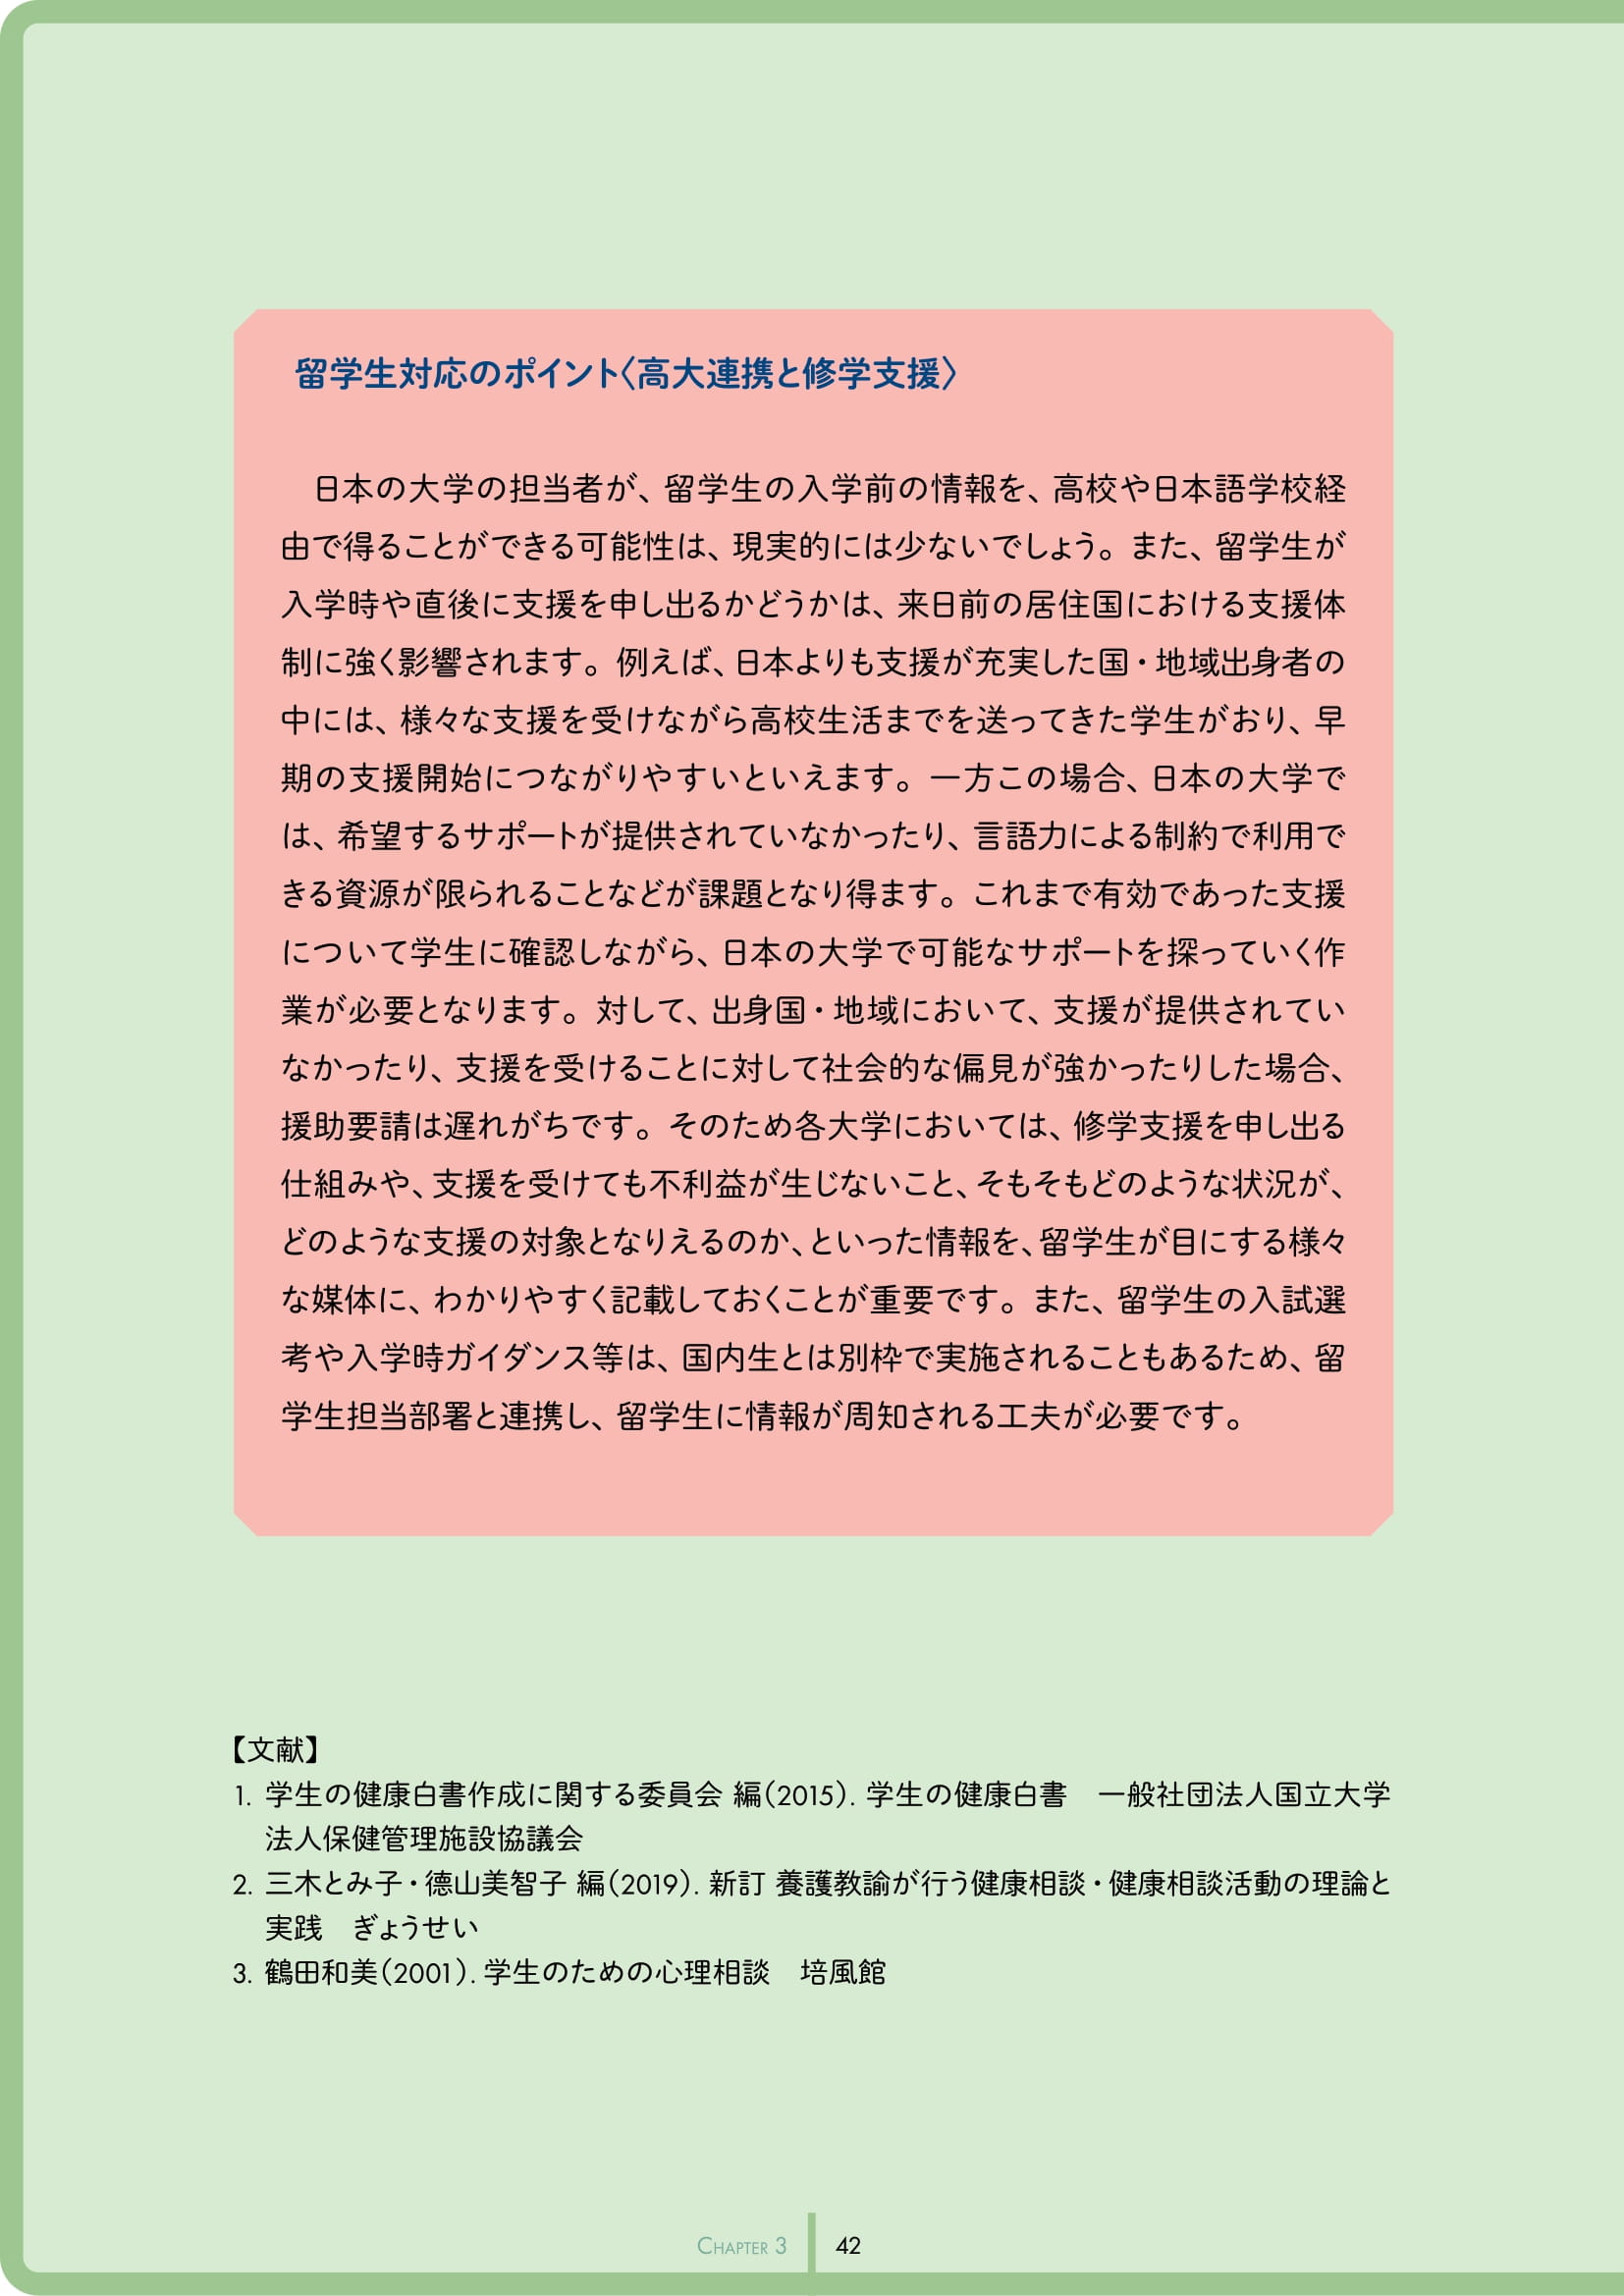 留学生対応のポイント〈高大連携と修学支援〉
　日本の大学の担当者が、留学生の入学前の情報を、高校や日本語学校経
由で得ることができる可能性は、現実的には少ないでしょう。また、留学生が
入学時や直後に支援を申し出るかどうかは、来日前の居住国における支援体
制に強く影響されます。例えば、日本よりも支援が充実した国・地域出身者の
中には、様々な支援を受けながら高校生活までを送ってきた学生がおり、早
期の支援開始につながりやすいといえます。一方この場合、日本の大学で
は、希望するサポートが提供されていなかったり、言語力による制約で利用で
きる資源が限られることなどが課題となり得ます。これまで有効であった支援
について学生に確認しながら、日本の大学で可能なサポートを探っていく作
業が必要となります。対して、出身国・地域において、支援が提供されてい
なかったり、支援を受けることに対して社会的な偏見が強かったりした場合、
援助要請は遅れがちです。そのため各大学においては、修学支援を申し出る
仕組みや、支援を受けても不利益が生じないこと、そもそもどのような状況が、
どのような支援の対象となりえるのか、といった情報を、留学生が目にする様々
な媒体に、わかりやすく記載しておくことが重要です。また、留学生の入試選
考や入学時ガイダンス等は、国内生とは別枠で実施されることもあるため、留
学生担当部署と連携し、留学生に情報が周知される工夫が必要です。
【文献】
1. 学生の健康白書作成に関する委員会 編（2015）. 学生の健康白書　一般社団法人国立大学
法人保健管理施設協議会
2. 三木とみ子・德山美智子 編（2019）. 新訂 養護教諭が行う健康相談・健康相談活動の理論と
実践　ぎょうせい
3. 鶴田和美（2001）. 学生のための心理相談　培風館
Chapter 3
42